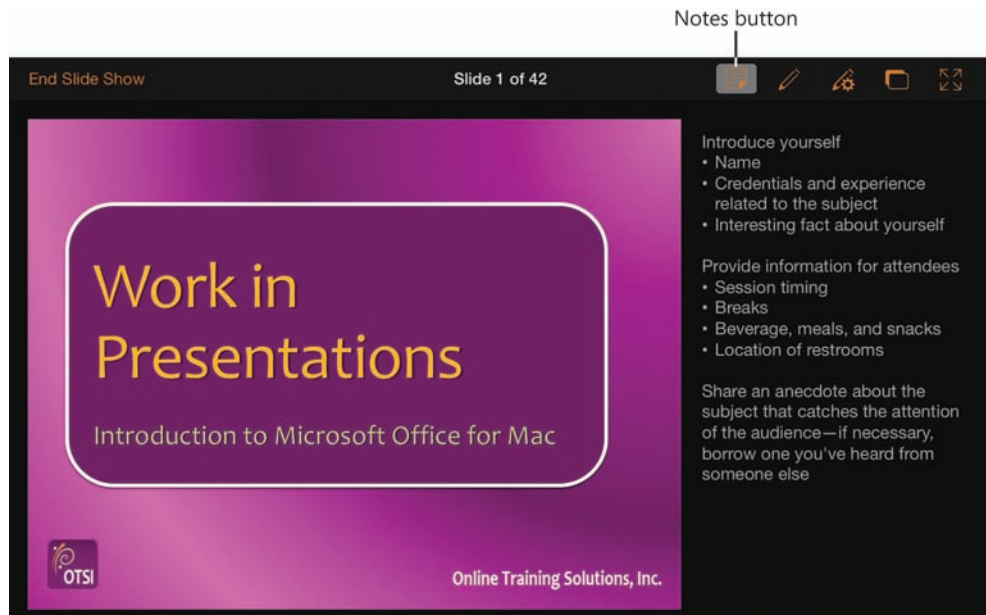 Notes button
End Slide Show
Slide 1 of 42
Work in
Presentations
Introduction to Microsoft Office for Mac
OTSI
Online Training Solutions, Inc.
Introduce yourself
• Name
• Credentials and experience
related to the subject
• Interesting fact about yourself
Provide information for attendees
• Session timing
• Breaks
• Beverage, meals, and snacks
• Location of restrooms
Share an anecdote about the
subject that catches the attention
of the audience—if necessary,
borrow one you've heard from
someone else